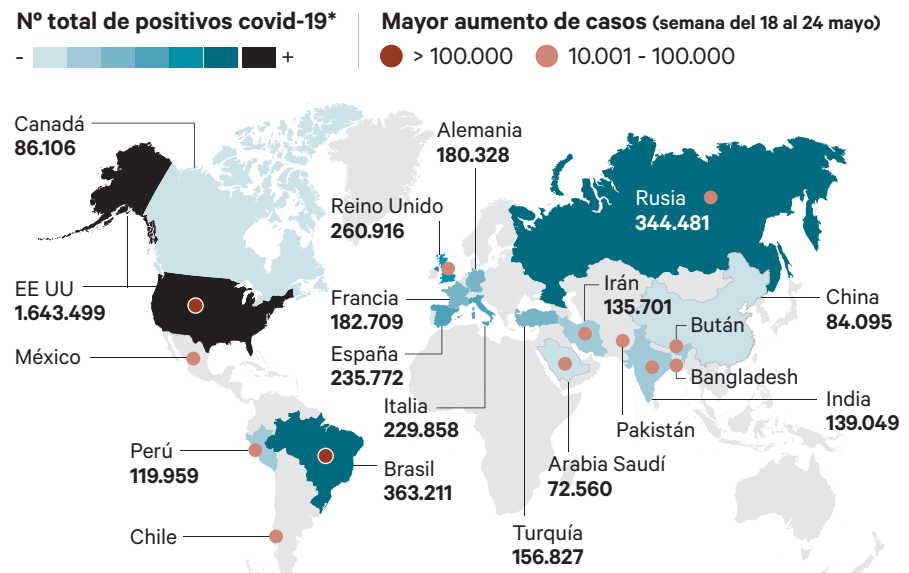 Nº total de positivos covid-19*
- +
Mayor aumento de casos (semana del 18 al 24 mayo)
> 100.000
10.001 - 100.000
Canadá
86.106
Alemania
180.328
Reino Unido
260.916
Rusia
344.481
EE UU
1.643.499
Francia
182.709
Irán
135.701
China
84.095
México
España
235.772
Bután
Bangladesh
Italia
229.858
India
139.049
Pakistán
Perú
119.959
Brasil
363.211
Arabia Saudí
72.560
Chile
Turquía
156.827